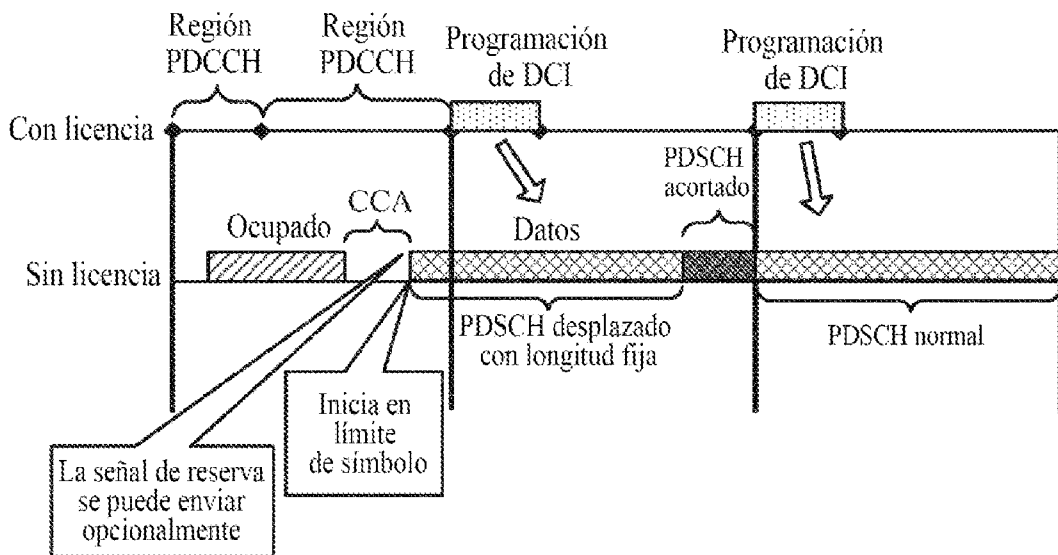 Región
PDCCH
Región
PDCCH
Programación
de DCI
Programación
de DCI
Con licencia
PDSCH
acortado
CCA
Ocupado
Datos
Sin licencia
PDSCH desplazado
con longitud fija
PDSCH normal
Inicia en
límite
de símbolo
La señal de reserva
se puede enviar
opcionalmente